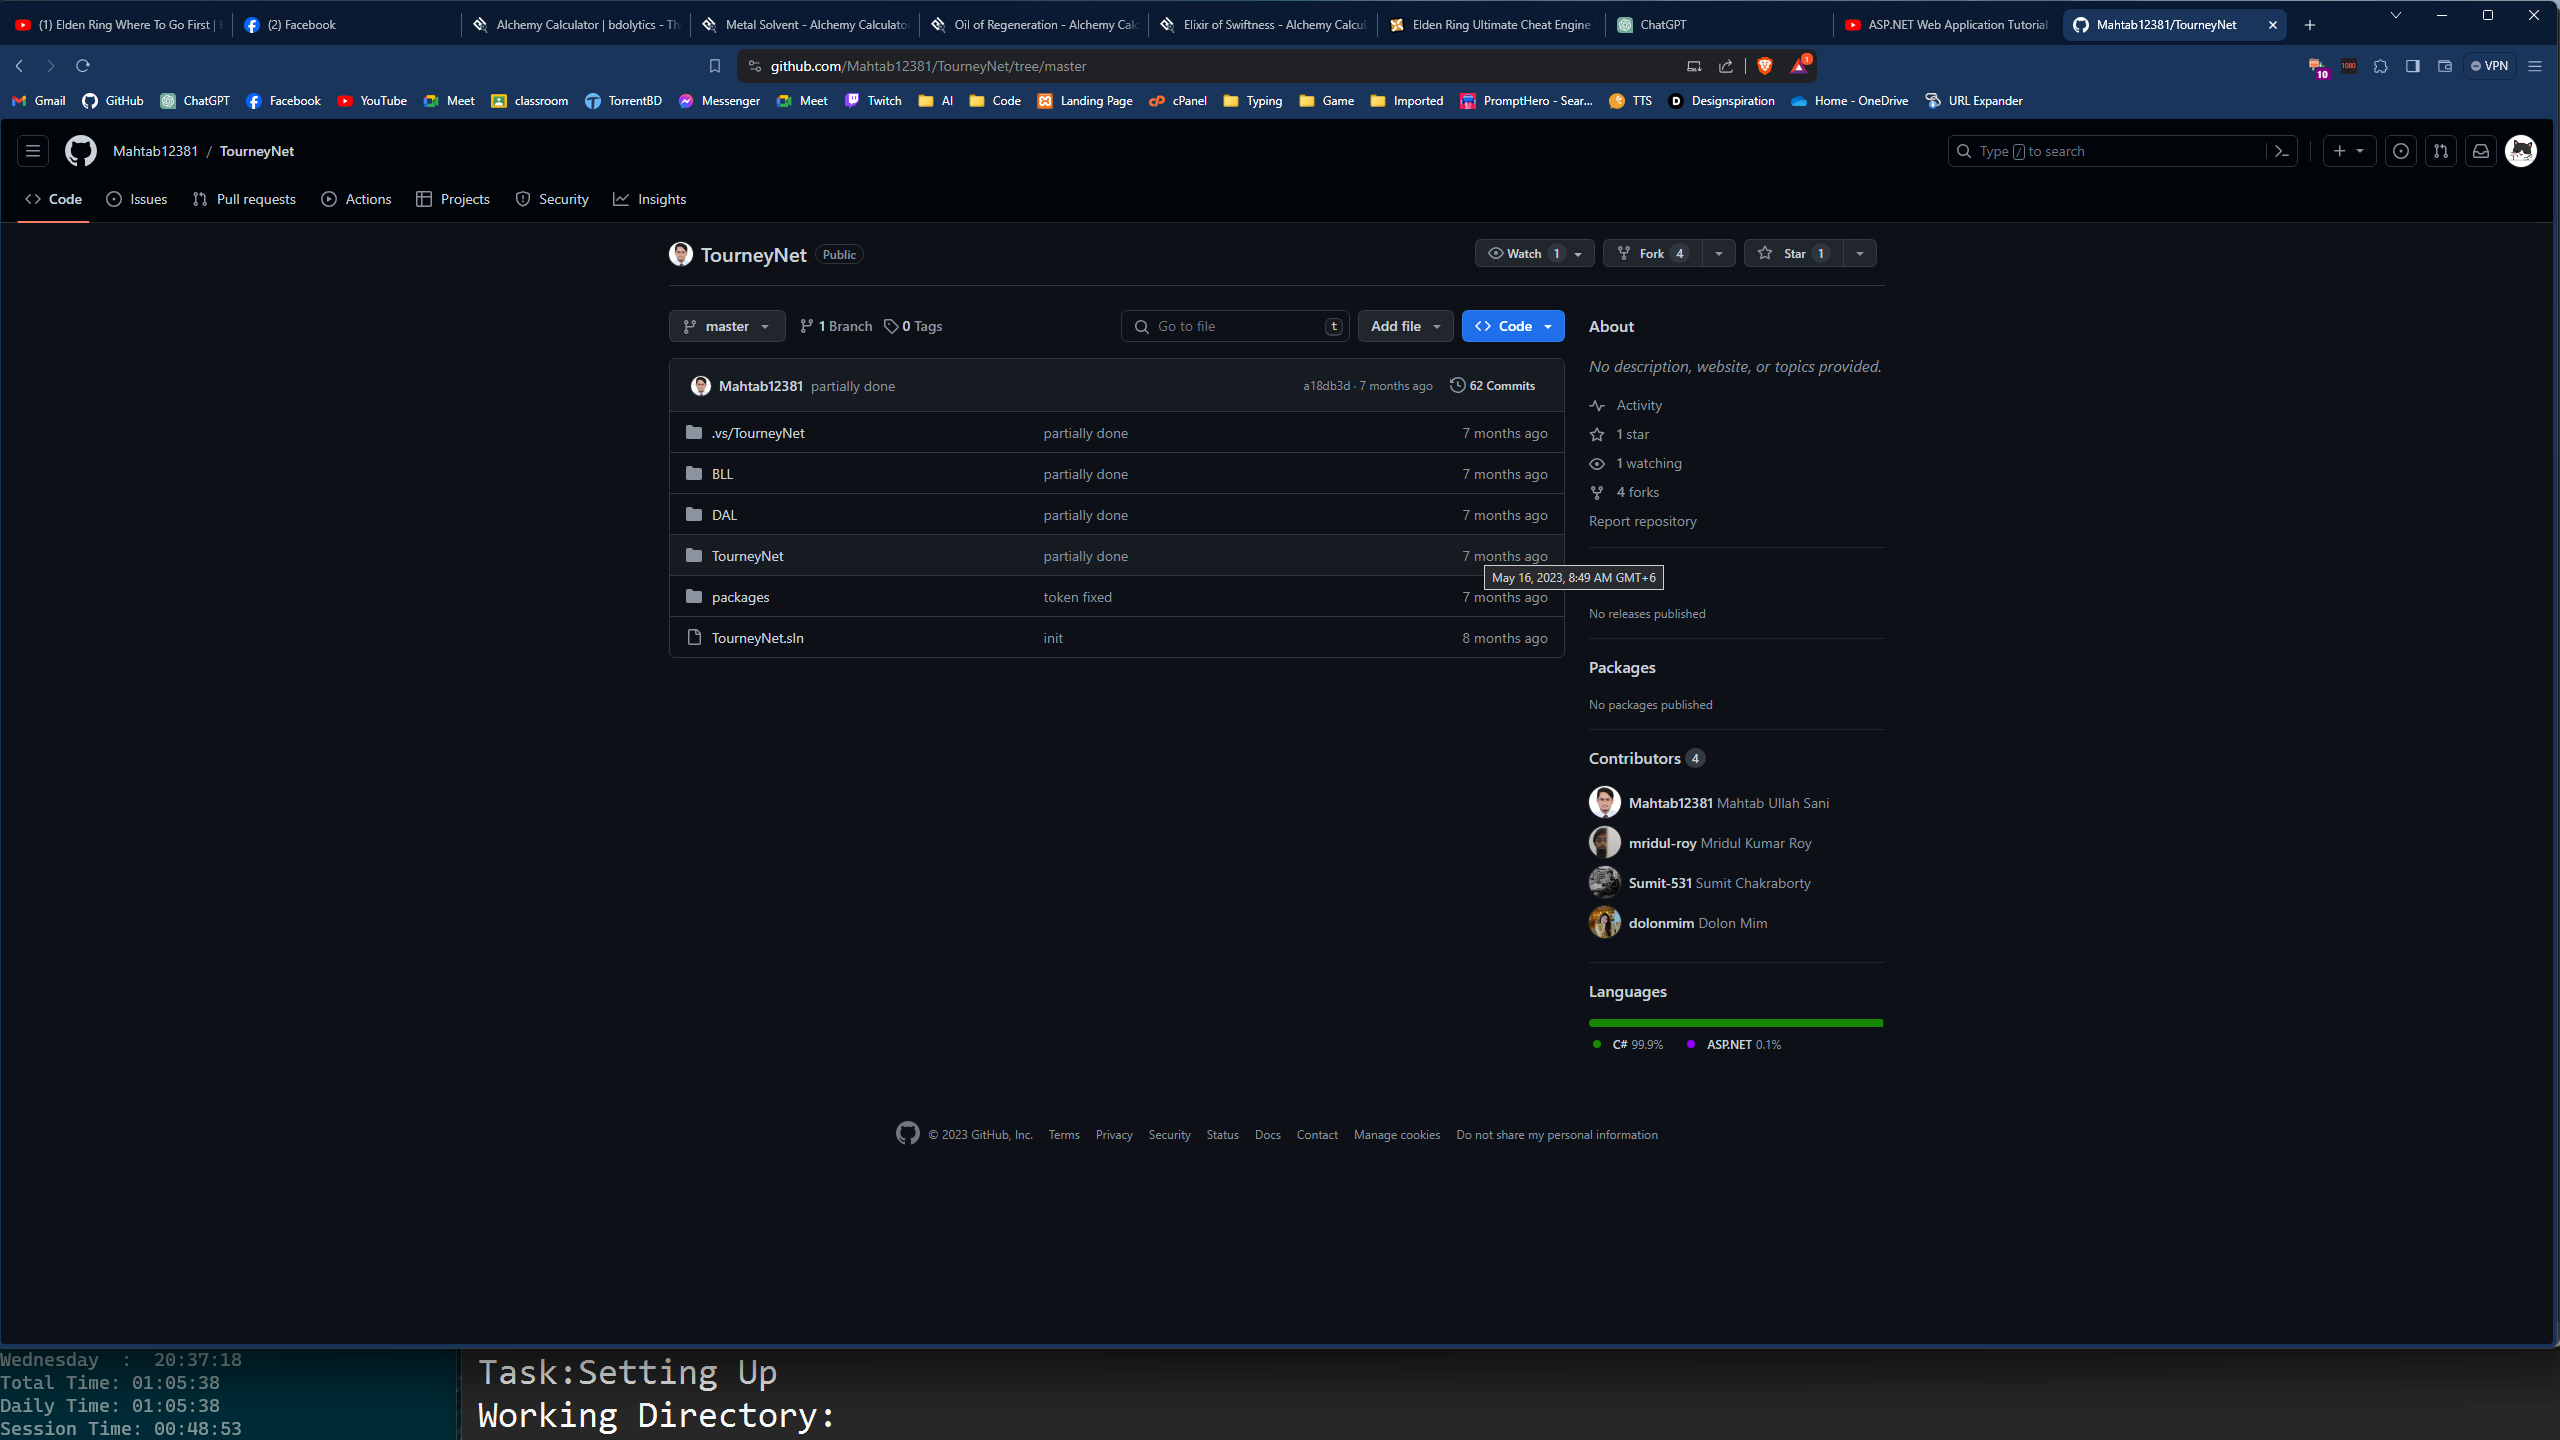 (1) Elden Ring Where To Go First |
(2) Facebook
Alchemy Calculator | bdolytics - Th
Metal Solvent - Alchemy Calculator
Oil of Regeneration - Alchemy Calc
Elixir of Swiftness - Alchemy Calcul
Elden Ring Ultimate Cheat Engine
ChatGPT
ASP.NET Web Application Tutorial
Mahtab12381/TourneyNet
github.com/Mahtab12381/TourneyNet/tree/master
1
10
1080
VPN
Gmail
GitHub
ChatGPT
Facebook
YouTube
Meet
classroom
TorrentBD
Messenger
Meet
Twitch
AI
Code
Landing Page
cPanel
Typing
Game
Imported
PromptHero - Sear...
TTS
Designspiration
Home - OneDrive
URL Expander
Mahtab12381 / TourneyNet
Type / to search
Code
Issues
Pull requests
Actions
Projects
Security
Insights
TourneyNet Public
Watch 1
Fork 4
Star 1
master
1 Branch
0 Tags
Go to file t
Add file
Code
Mahtab12381 partially done a18db3d · 7 months ago 62 Commits
.vs/TourneyNet partially done 7 months ago
BLL partially done 7 months ago
DAL partially done 7 months ago
TourneyNet partially done 7 months ago
packages token fixed 7 months ago
TourneyNet.sln init 8 months ago
May 16, 2023, 8:49 AM GMT+6
About
No description, website, or topics provided.
Activity
1 star
1 watching
4 forks
Report repository
No releases published
Packages
No packages published
Contributors 4
Mahtab12381 Mahtab Ullah Sani
mridul-roy Mridul Kumar Roy
Sumit-531 Sumit Chakraborty
dolonmim Dolon Mim
Languages
C# 99.9% ASP.NET 0.1%
© 2023 GitHub, Inc. Terms Privacy Security Status Docs Contact Manage cookies Do not share my personal information
Wednesday : 20:37:18
Total Time: 01:05:38
Daily Time: 01:05:38
Session Time: 00:48:53
Task:Setting Up
Working Directory: